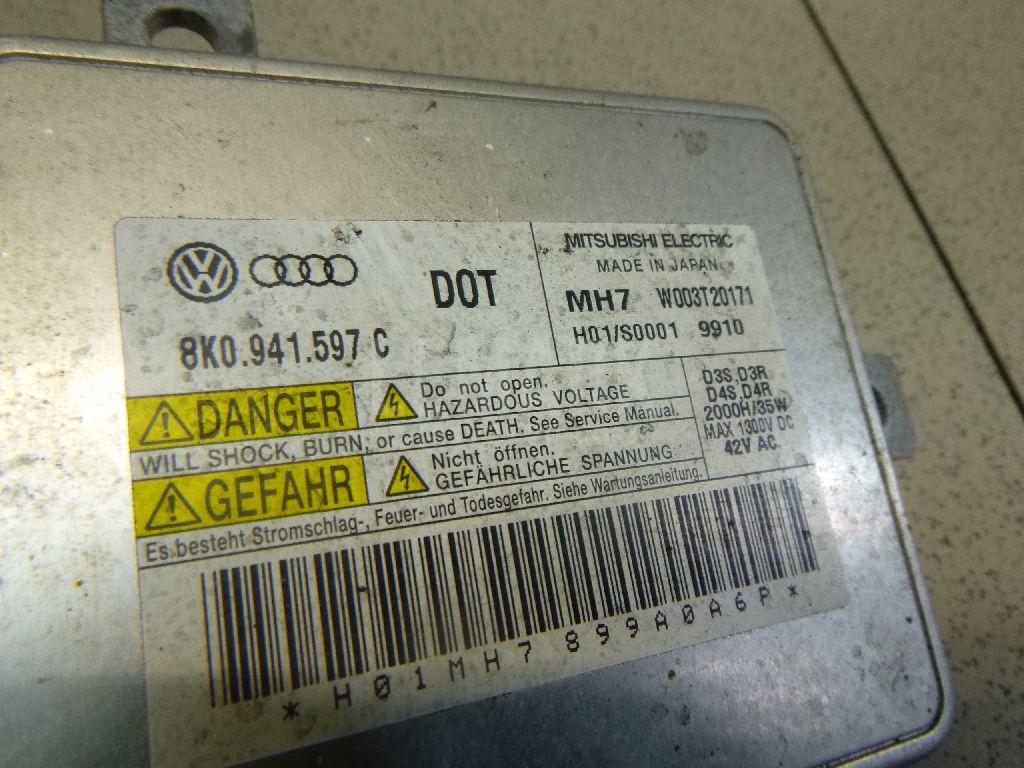 DOT
8K0.941.597 C
MITSUBISHI ELECTRIC
MADE IN JAPAN
MH7 W003T20171
H01/S0001 9910
DANGER
Do not open.
HAZARDOUS VOLTAGE
WILL SHOCK, BURN, or cause DEATH. See Service Manual.
GEFAHR
Nicht öffnen.
GEFÄHRLICHE SPANNUNG
Es besteht Stromschlag-, Feuer- und Todesgefahr. Siehe Wartungsanleitung.
D3S,D3R
D4S,D4R
2000H/35W
MAX 1300V DC
42V AC.
*H01MH7899A0A6P*